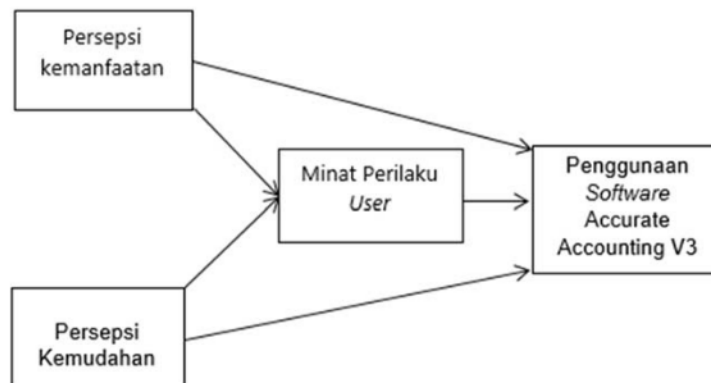 Persepsi
kemanfaatan
Minat Perilaku
User
Penggunaan
Software
Accurate
Accounting V3
Persepsi
Kemudahan